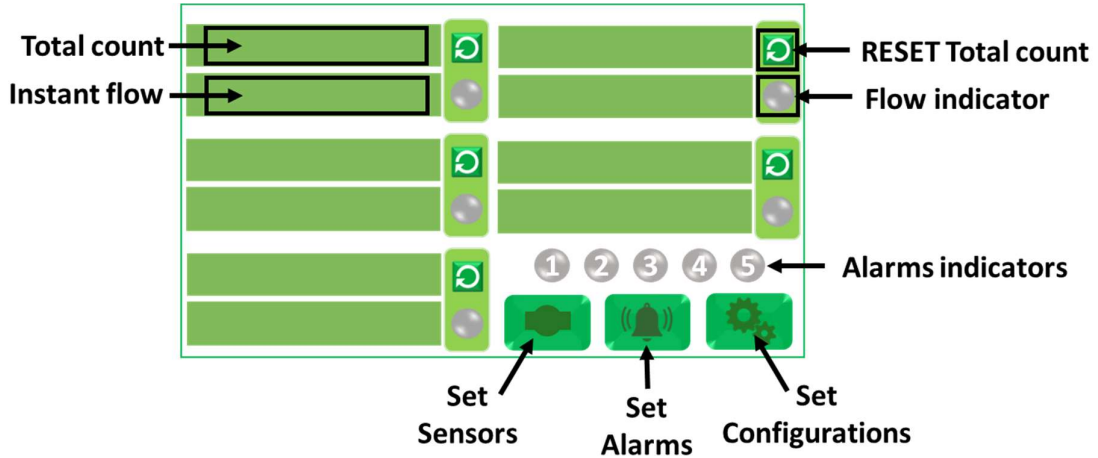 Total count
RESET Total count
Instant flow
Flow indicator
1 2 3 4 5
Alarms indicators
Set
Sensors
Set
Alarms
Set
Configurations